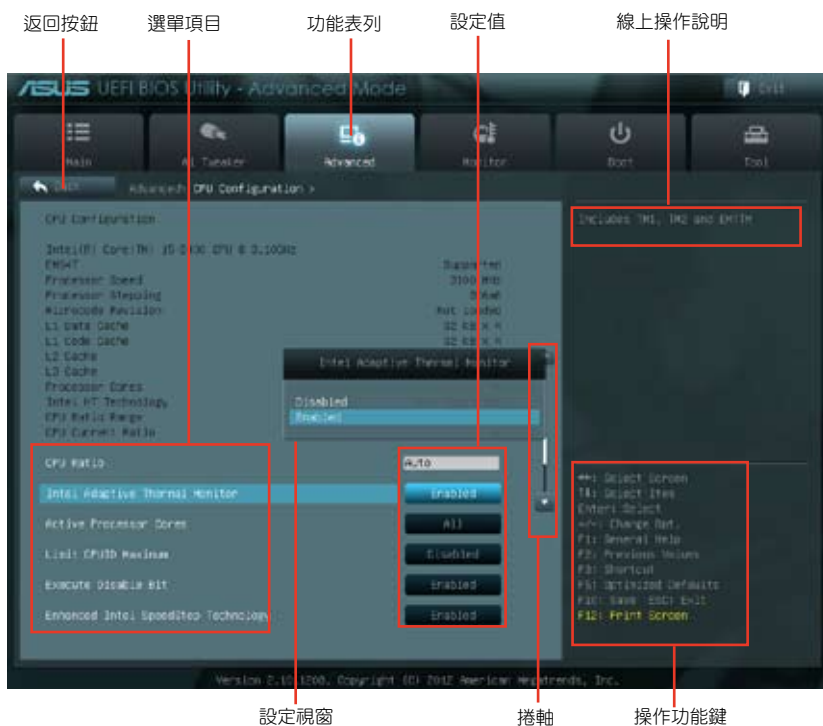 返回按鈕 選單項目 功能表列 設定值 線上操作說明
ASUS UEFI BIOS Utility - Advanced Mode Exit
Main Ai Tweaker Advanced Monitor Boot Tool
Back Advanced\ CPU Configuration >
CPU Configuration
Includes TM1, TM2 and EMTTM
Intel(R) Core(TM) i5-2400 CPU @ 3.10GHz
EM64T Supported
Processor Speed 3100 MHz
Processor Stepping
Microcode Revision Not loaded
L1 Data Cache 32 KB x 4
L1 Code Cache 32 KB x 4
L2 Cache
L3 Cache
Processor Cores
Intel HT Technology
CPU Ratio Range
CPU Current Ratio
Intel Adaptive Thermal Monitor
Disabled
Enabled
CPU Ratio Auto
Intel Adaptive Thermal Monitor Enabled
Active Processor Cores All
Limit CPUID Maximum Disabled
Execute Disable Bit Enabled
Enhanced Intel SpeedStep Technology Enabled
→←: Select Screen
↑↓: Select Item
Enter: Select
+/-: Change Opt.
F1: General Help
F2: Previous Values
F3: Shortcut
F5: Optimized Defaults
F10: Save ESC: Exit
F12: Print Screen
Version 2.10.1208. Copyright (C) 2012 American Megatrends, Inc.
設定視窗 捲軸 操作功能鍵